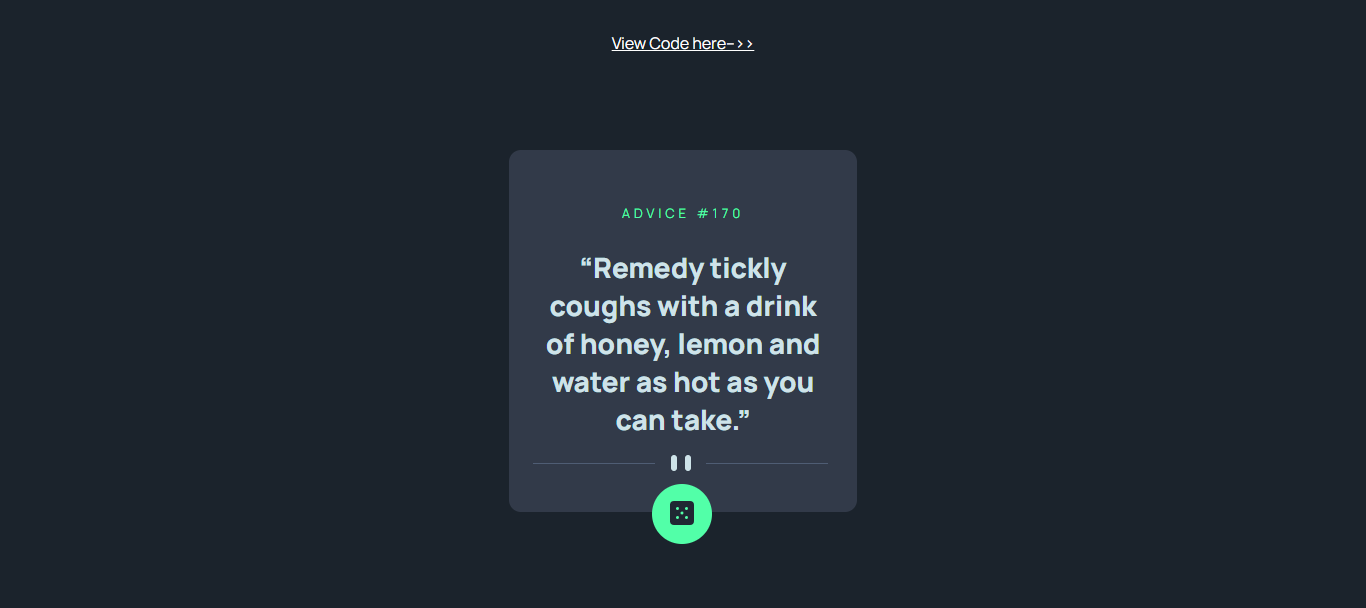 View Code here-->>
ADVICE #170
“Remedy tickly
coughs with a drink
of honey, lemon and
water as hot as you
can take.”